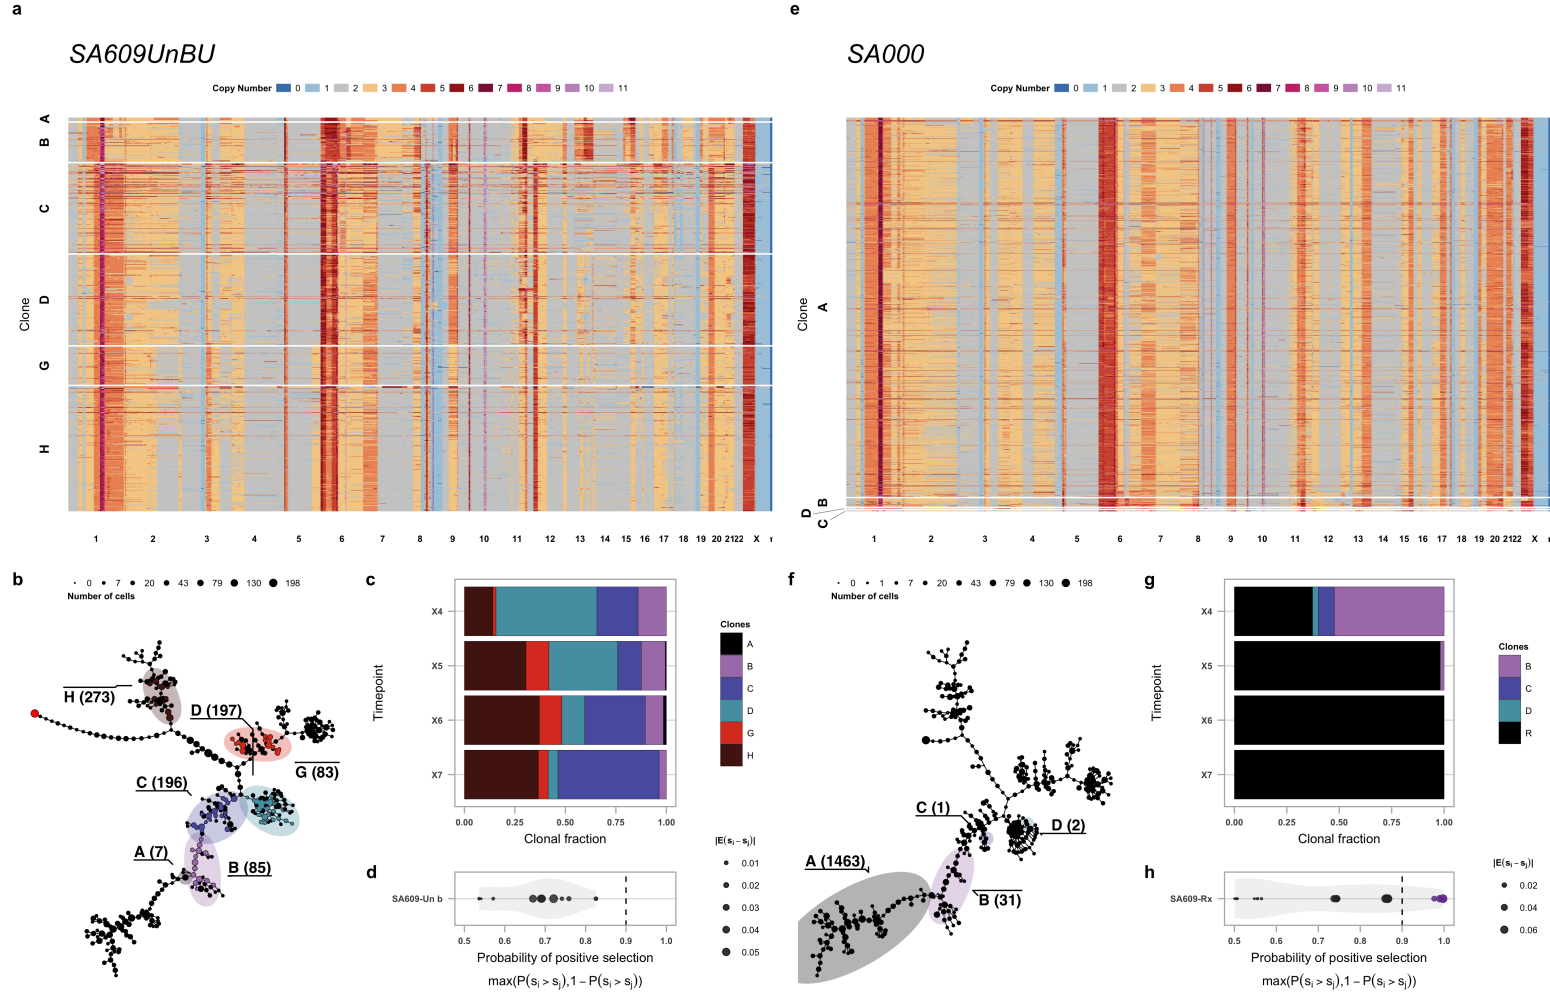 a
SA609UnBU
Copy Number 0 1 2 3 4 5 6 7 8 9 10 11
Clone
A
B
C
D
G
H
1 2 3 4 5 6 7 8 9 10 11 12 13 14 15 16 17 18 19 20 21 22 X
e
SA000
Copy Number 0 1 2 3 4 5 6 7 8 9 10 11
Clone
A
B
D
C
1 2 3 4 5 6 7 8 9 10 11 12 13 14 15 16 17 18 19 20 21 22 X
b
0 7 20 43 79 130 198
Number of cells
H (273)
D (197)
G (83)
C (196)
A (7)
B (85)
c
Timepoint
X4
X5
X6
X7
0.00 0.25 0.50 0.75 1.00
Clonal fraction
Clones
A
B
C
D
G
H
d
SA609-Un b
0.5 0.6 0.7 0.8 0.9 1.0
Probability of positive selection
max(P(si > sj),1 − P(si > sj))
|E(si − sj)|
0.01
0.02
0.03
0.04
0.05
f
0 1 7 20 43 79 130 198
Number of cells
C (1)
D (2)
A (1463)
B (31)
g
Timepoint
X4
X5
X6
X7
0.00 0.25 0.50 0.75 1.00
Clonal fraction
Clones
B
C
D
R
h
SA609-Rx
0.5 0.6 0.7 0.8 0.9 1.0
Probability of positive selection
max(P(si > sj),1 − P(si > sj))
|E(si − sj)|
0.02
0.04
0.06